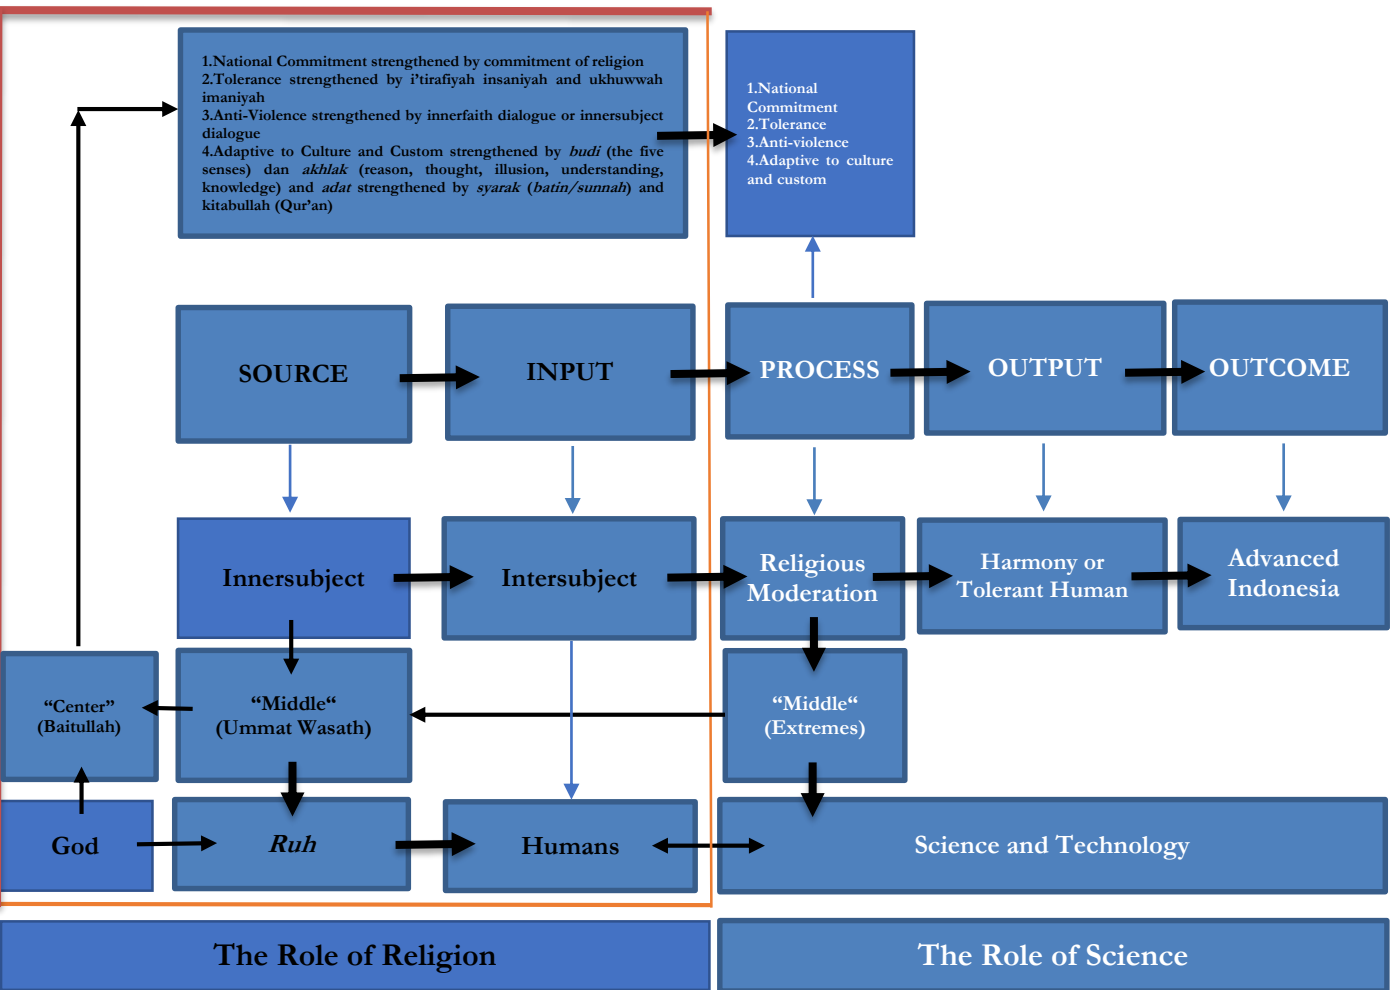 1.National Commitment strengthened by commitment of religion
2.Tolerance strengthened by i'tirafiyah insaniyah and ukhuwwah
imaniyah
3.Anti-Violence strengthened by innerfaith dialogue or innersubject
dialogue
4.Adaptive to Culture and Custom strengthened by budi (the five
senses) dan akhlak (reason, thought, illusion, understanding,
knowledge) and adat strengthened by syarak (batin/sunnah) and
kitabullah (Qur'an)
1.National
Commitment
2.Tolerance
3.Anti-violence
4.Adaptive to culture
and custom
SOURCE
INPUT
PROCESS
OUTPUT
OUTCOME
Innersubject
Intersubject
Religious
Moderation
Harmony or
Tolerant Human
Advanced
Indonesia
“Center”
(Baitullah)
“Middle“
(Ummat Wasath)
“Middle“
(Extremes)
God
Ruh
Humans
Science and Technology
The Role of Religion
The Role of Science